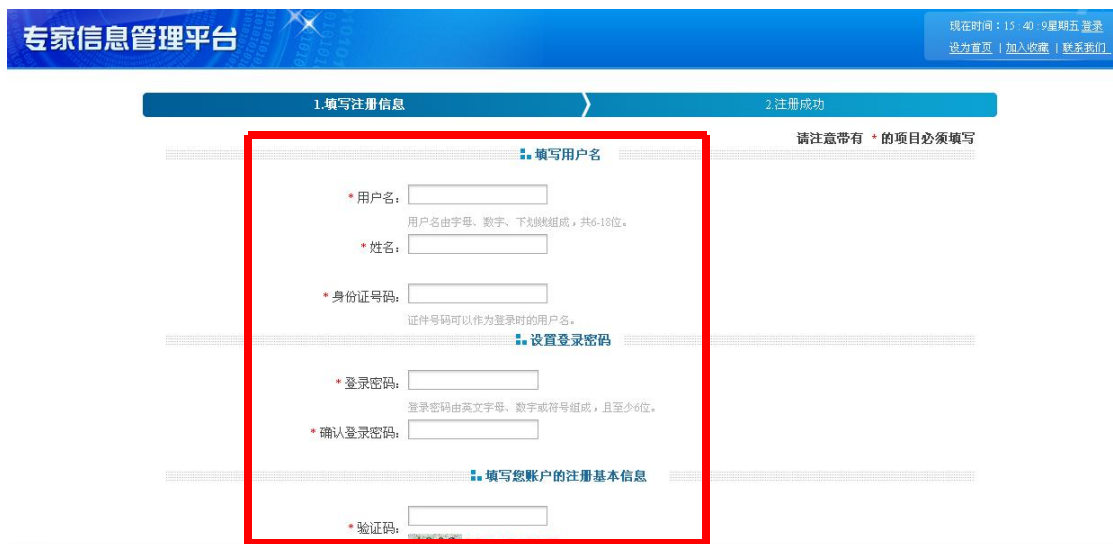 专家信息管理平台
现在时间：15:40:9星期五 登录
设为首页 | 加入收藏 | 联系我们
1.填写注册信息
2.注册成功
请注意带有 * 的项目必须填写
填写用户名
* 用户名:
用户名由字母、数字、下划线组成，共6-18位。
* 姓名:
* 身份证号码:
证件号码可以作为登录时的用户名。
设置登录密码
* 登录密码:
登录密码由英文字母、数字或符号组成，且至少6位。
* 确认登录密码:
填写您账户的注册基本信息
* 验证码: